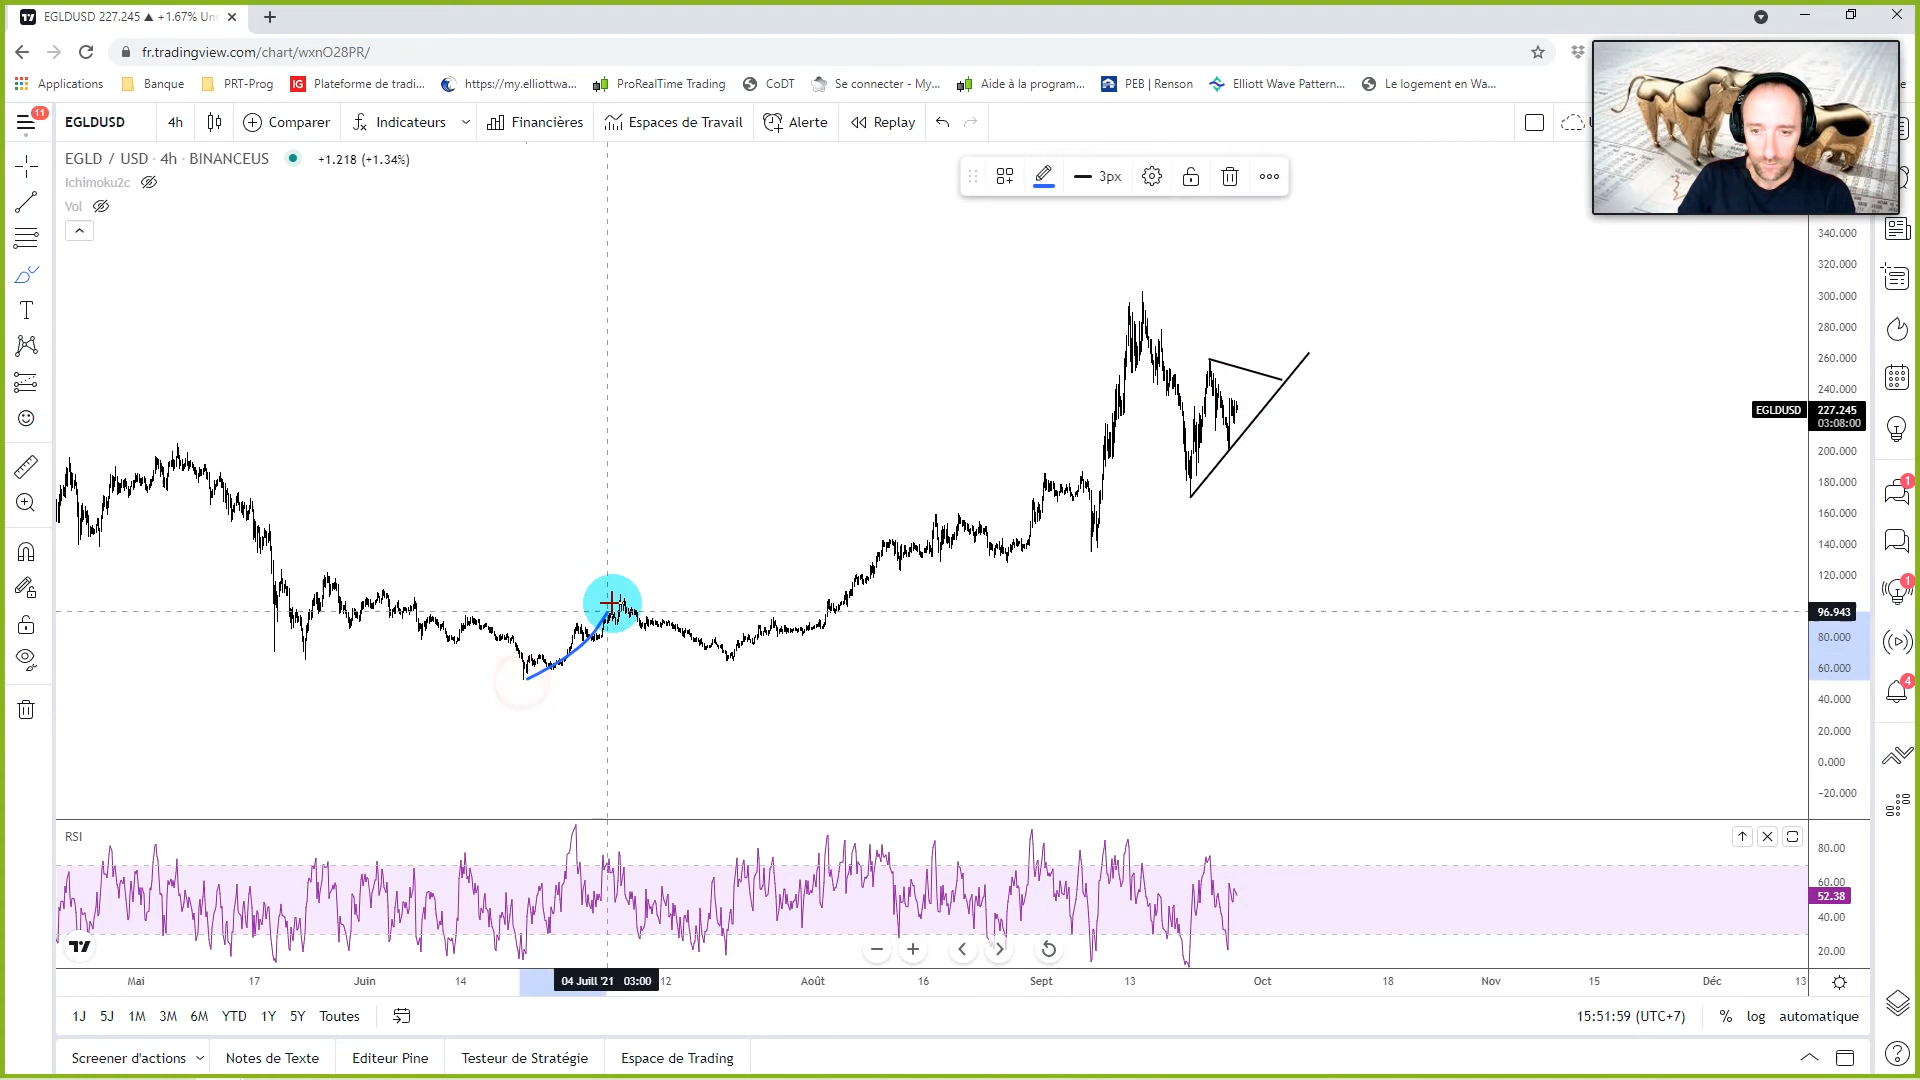 EGLDUSD 227.245 ▲ +1.67% Un
fr.tradingview.com/chart/wxnO28PR/
Applications
Banque
PRT-Prog
IG
Plateforme de tradi...
https://my.elliottwa...
ProRealTime Trading
CoDT
Se connecter - My...
Aide à la program...
PEB | Renson
Elliott Wave Pattern...
Le logement en Wa...
11
EGLDUSD
4h
Comparer
Indicateurs
Financières
Espaces de Travail
Alerte
Replay
EGLD / USD · 4h · BINANCEUS
+1.218 (+1.34%)
Ichimoku2c
Vol
3px
340.000
320.000
300.000
280.000
260.000
240.000
EGLDUSD 227.245
03:08:00
200.000
180.000
160.000
140.000
120.000
96.943
80.000
60.000
40.000
20.000
0.000
−20.000
1
1
4
RSI
80.00
60.00
52.38
40.00
20.00
Mai
17
Juin
14
04 Juill '21 03:00
12
Août
16
Sept
13
Oct
18
Nov
15
Déc
13
1J
5J
1M
3M
6M
YTD
1Y
5Y
Toutes
15:51:59 (UTC+7)
%
log
automatique
Screener d'actions
Notes de Texte
Editeur Pine
Testeur de Stratégie
Espace de Trading